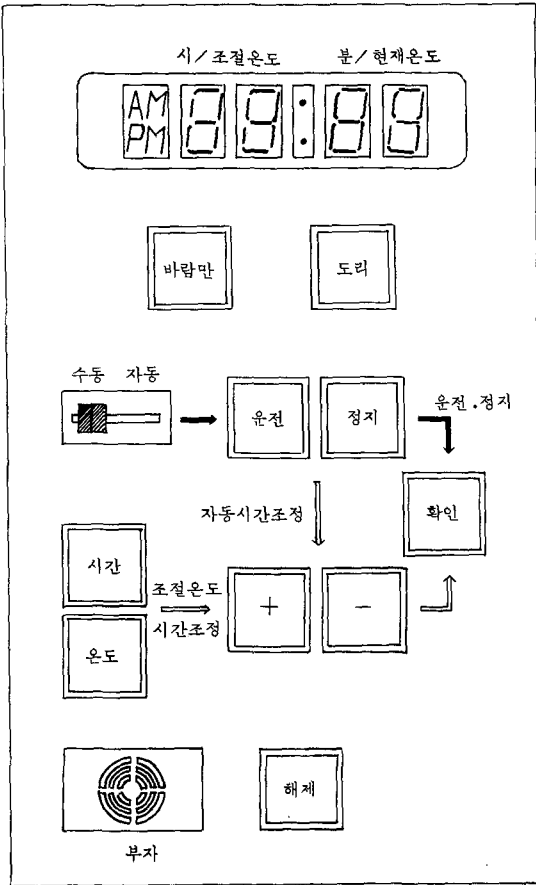 시/조절온도 분/현재온도
AM
PM
바람만 도리
수동 자동
운전 정지 운전.정지
자동시간조정 확인
시간
조절온도
시간조정
+ -
온도
해제
부자